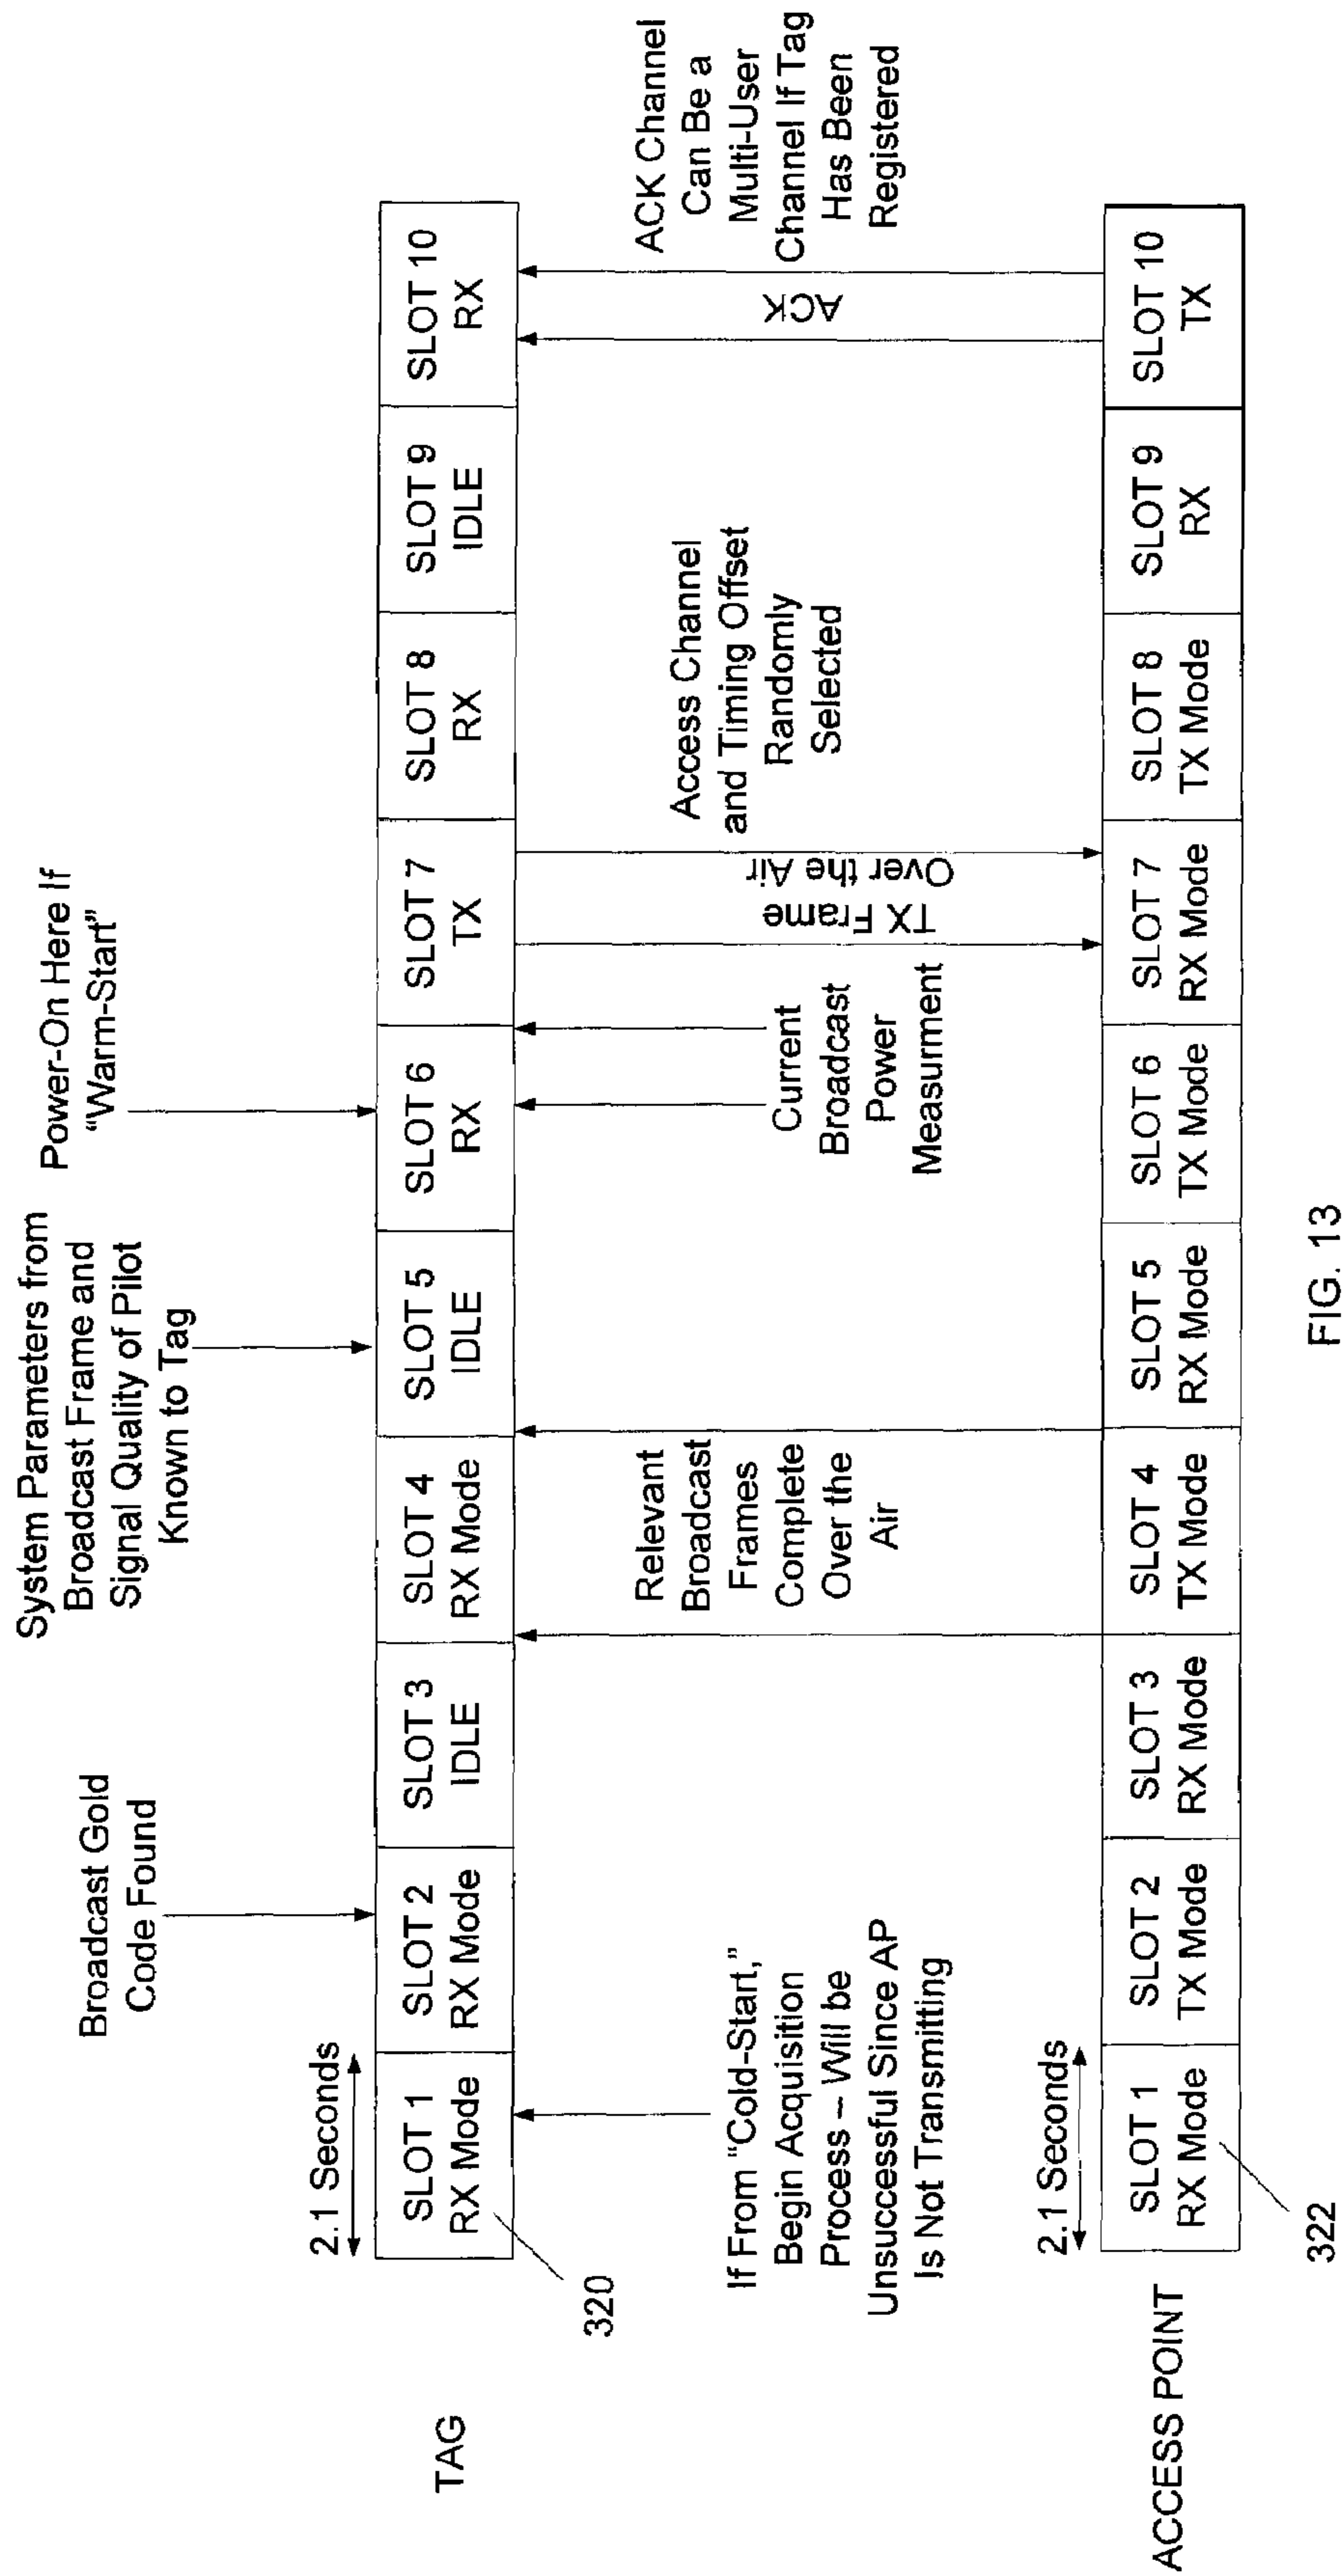 System Parameters from
Broadcast Frame and
Signal Quality of Pilot
Known to Tag
Power-On Here If
“Warm-Start”
Broadcast Gold
Code Found
2.1 Seconds
TAG
SLOT 1
RX Mode
SLOT 2
RX Mode
SLOT 3
IDLE
SLOT 4
RX Mode
SLOT 5
IDLE
SLOT 6
RX
SLOT 7
TX
SLOT 8
RX
SLOT 9
IDLE
SLOT 10
RX
320
If From “Cold-Start,”
Begin Acquisition
Process – Will be
Unsuccessful Since AP
Is Not Transmitting
Relevant
Broadcast
Frames
Complete
Over the
Air
Current
Broadcast
Power
Measurment
TX Frame
Over the Air
Access Channel
and Timing Offset
Randomly
Selected
ACK
ACK Channel
Can Be a
Multi-User
Channel If Tag
Has Been
Registered
2.1 Seconds
ACCESS POINT
SLOT 1
RX Mode
SLOT 2
TX Mode
SLOT 3
RX Mode
SLOT 4
TX Mode
SLOT 5
RX Mode
SLOT 6
TX Mode
SLOT 7
RX Mode
SLOT 8
TX Mode
SLOT 9
RX
SLOT 10
TX
322
FIG. 13